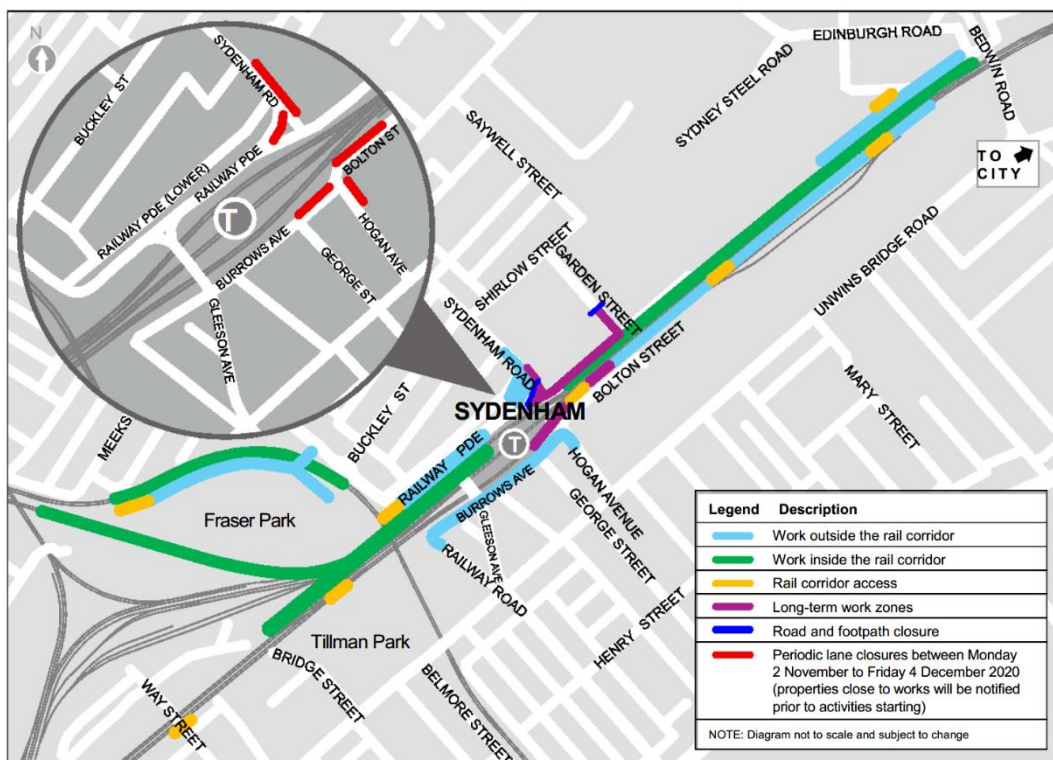 N
SYDENHAM RD
BUCKLEY ST
RAILWAY PDE (LOWER)
RAILWAY PDE
BOLTON ST
T
BURROWS AVE
HOGAN AVE
GEORGE ST
GLEESON AVE
EDINBURGH ROAD
BEDWIN ROAD
SYDNEY STEEL ROAD
SAYWELL STREET
TO
CITY
UNWINS BRIDGE ROAD
SHIRLOW STREET
GARDEN STREET
SYDENHAM ROAD
BOLTON STREET
MARY STREET
SYDENHAM
T
MEEKS
BUCKLEY ST
RAILWAY PDE
BURROWS AVE
HOGAN AVENUE
GEORGE STREET
GLEESON AVE
RAILWAY ROAD
Fraser Park
HENRY STREET
Tillman Park
BRIDGE STREET
BELMORE STREET
WAY STREET
Legend Description
Work outside the rail corridor
Work inside the rail corridor
Rail corridor access
Long-term work zones
Road and footpath closure
Periodic lane closures between Monday
2 November to Friday 4 December 2020
(properties close to works will be notified
prior to activities starting)
NOTE: Diagram not to scale and subject to change